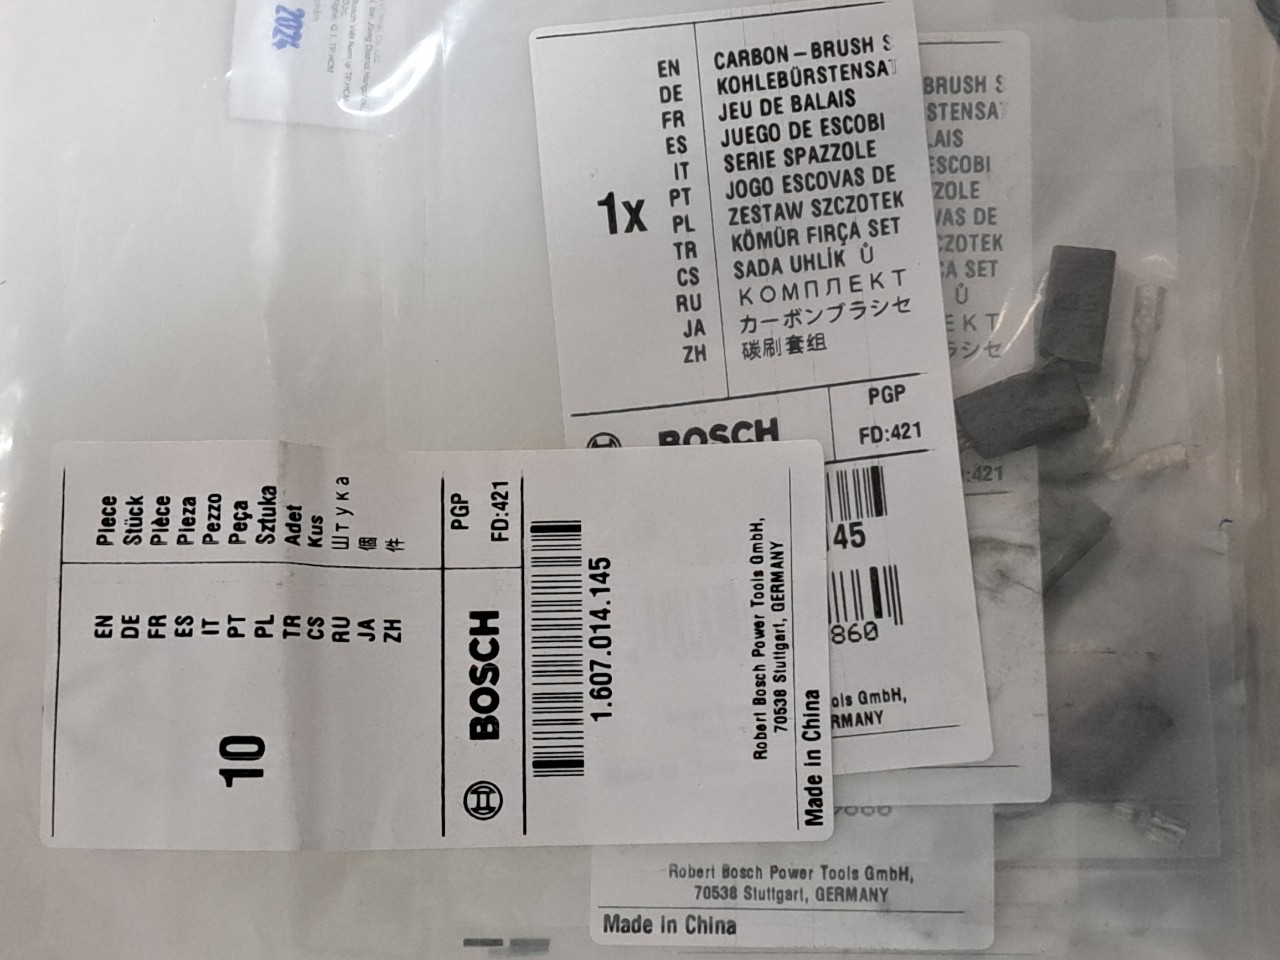 2024
EN CARBON-BRUSH S
DE KOHLEBÜRSTENSAT
FR JEU DE BALAIS
ES JUEGO DE ESCOBI
IT SERIE SPAZZOLE
PT JOGO ESCOVAS DE
PL ZESTAW SZCZOTEK
TR KÖMÜR FIRÇA SET
CS SADA UHLÍK Ů
RU КОМПЛЕКТ
JA カーボンブラシセ
ZH 碳刷套组
1x
BOSCH
PGP
FD:421
45
860
ols GmbH,
RMANY
BRUSH S
STENSAT
LAIS
ESCOBI
ZOLE
VAS DE
CZOTEK
ÇA SET
Ů
ЕКТ
ラシセ
:421
EN Piece
DE Stück
FR Pièce
ES Pieza
IT Pezzo
PT Peça
PL Sztuka
TR Adet
CS Kus
RU Штука
JA 個
ZH 件
10
BOSCH
PGP
FD:421
1.607.014.145
Robert Bosch Power Tools GmbH,
70538 Stuttgart, GERMANY
Made in China
Robert Bosch Power Tools GmbH,
70538 Stuttgart, GERMANY
Made in China